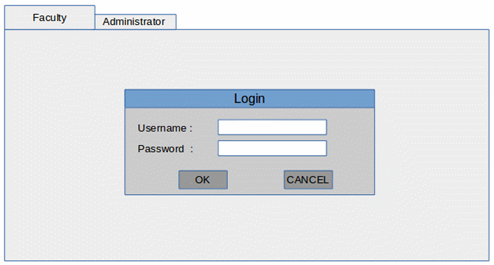 Faculty
Administrator
Login
Username :
Password :
OK CANCEL